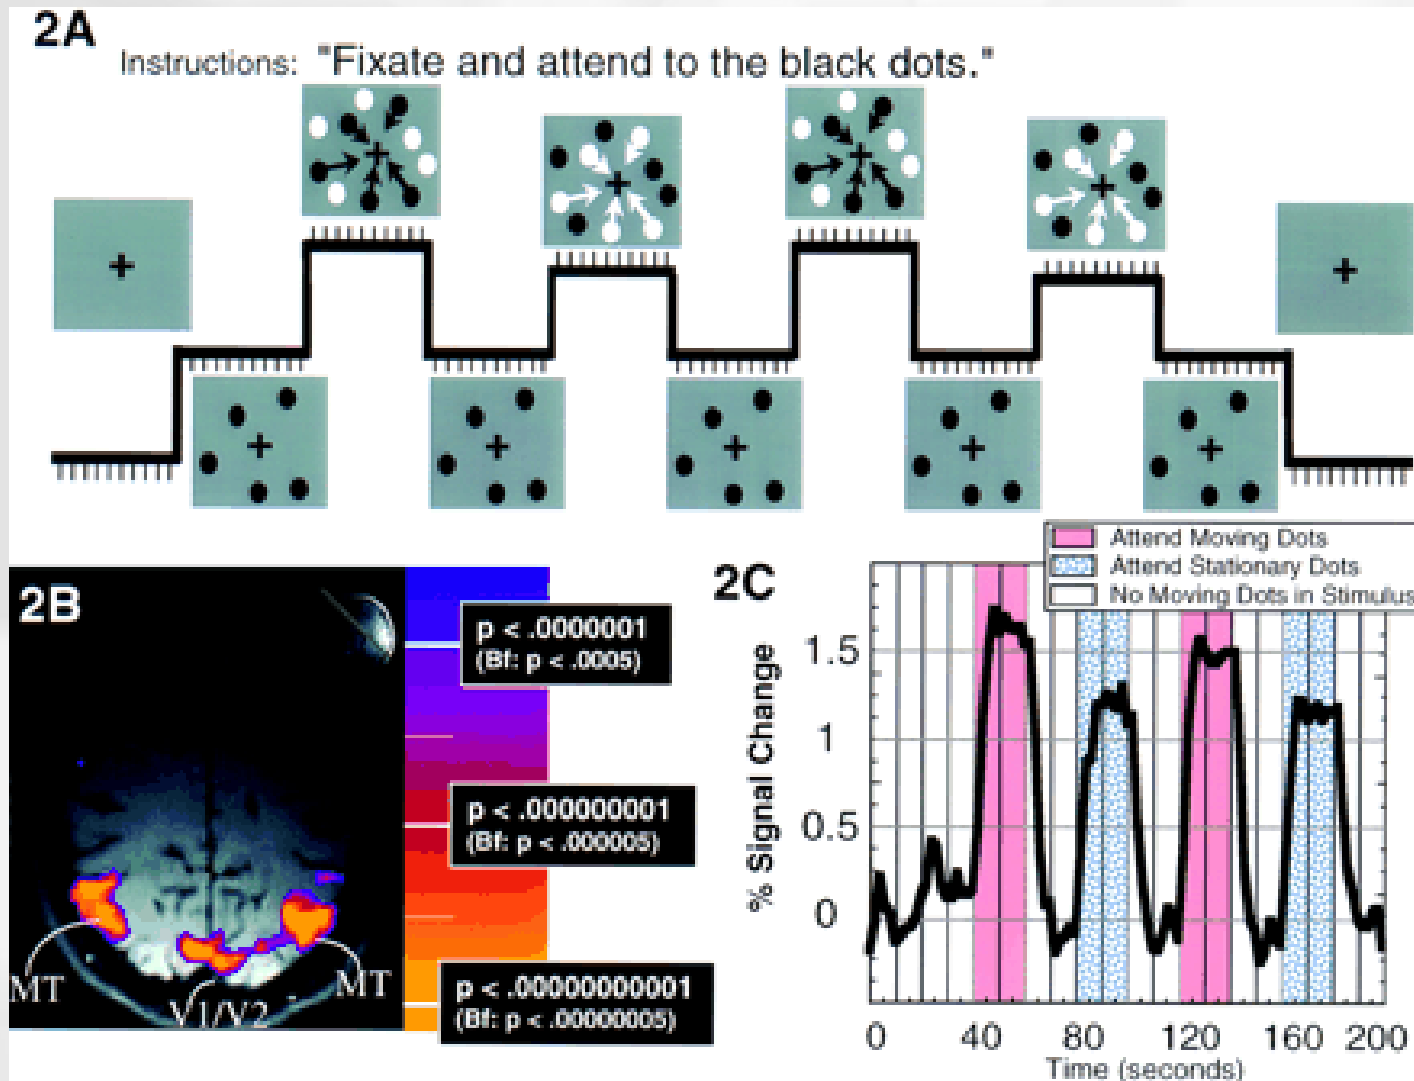 2A
Instructions: "Fixate and attend to the black dots."
2B
p < .0000001
(Bf: p < .0005)
p < .000000001
(Bf: p < .000005)
p < .00000000001
(Bf: p < .00000005)
MT
V1/V2
MT
2C
Attend Moving Dots
Attend Stationary Dots
No Moving Dots in Stimulus
% Signal Change
1.5
1
0.5
0
0 40 80 120 160 200
Time (seconds)